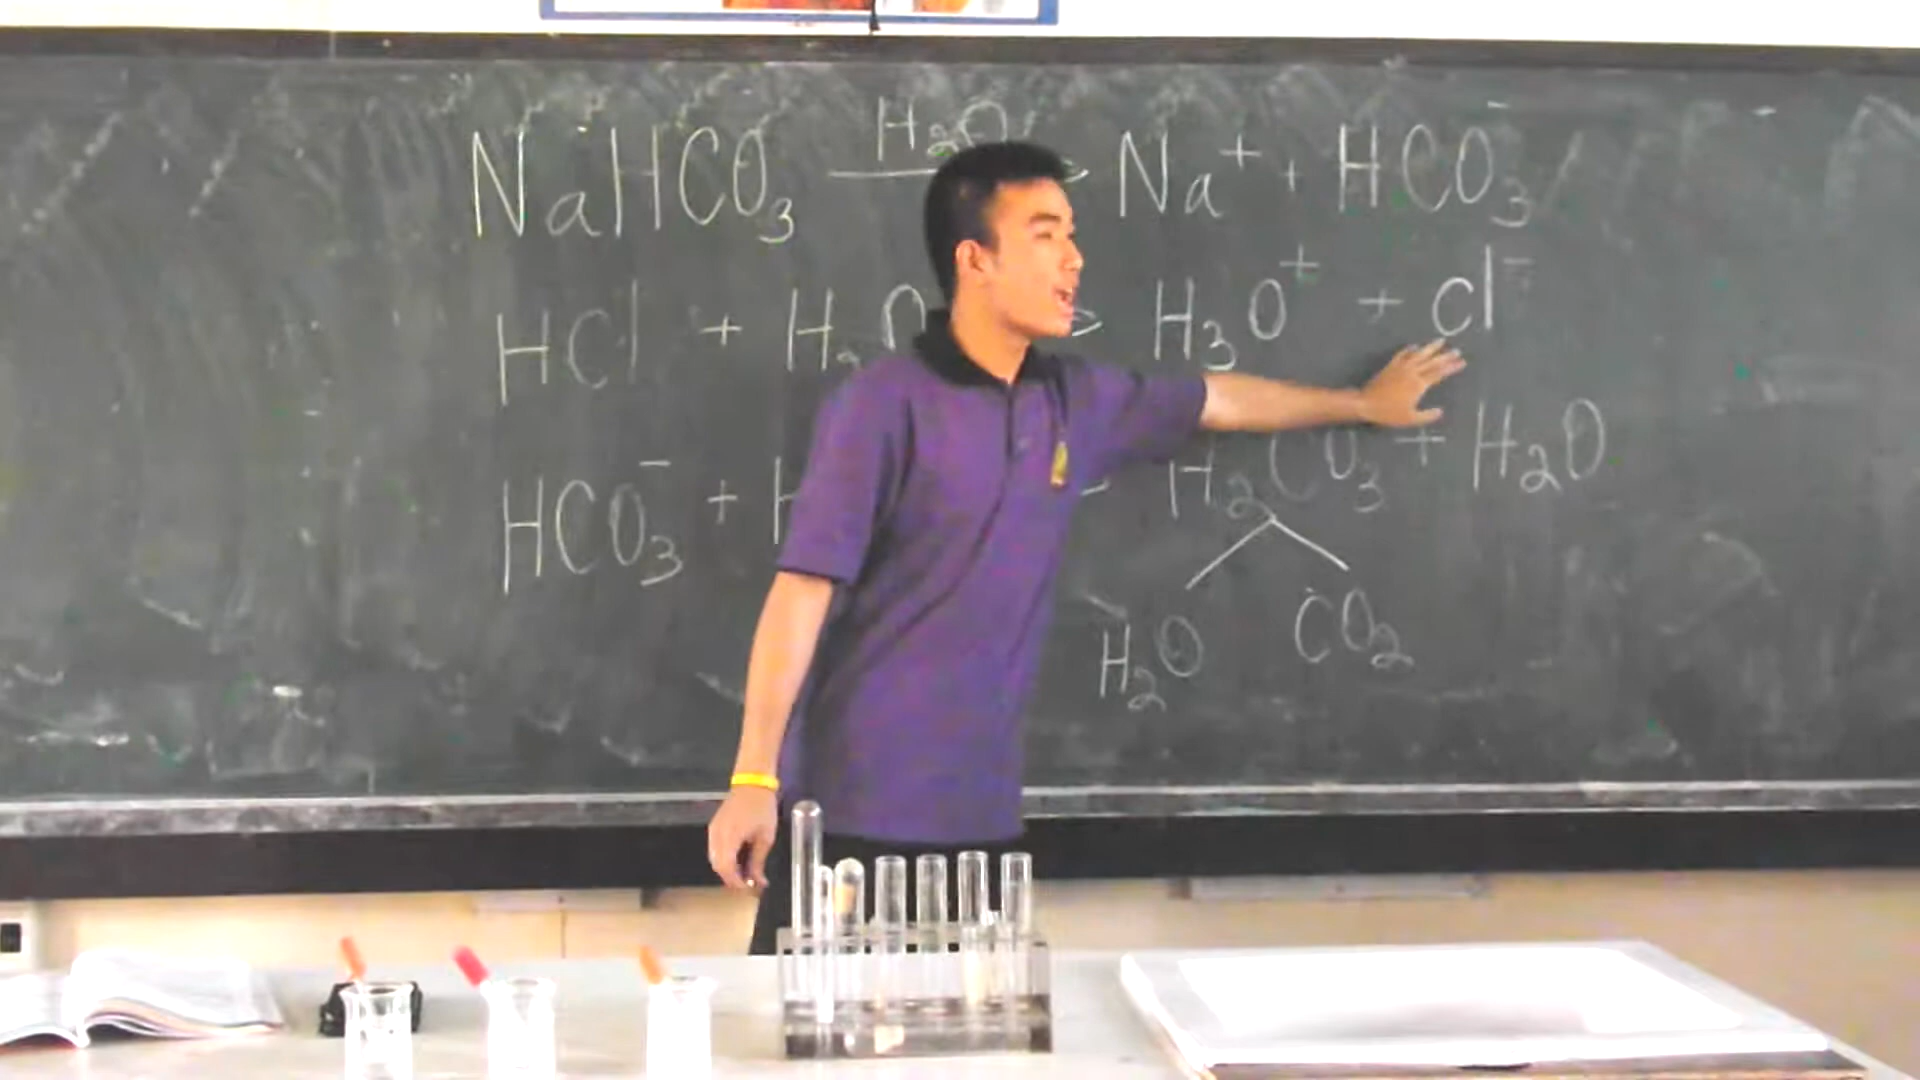 NaHCO₃ —H₂O→ Na⁺ + HCO₃⁻
HCl + H₂O → H₃O⁺ + Cl⁻
HCO₃⁻ + H H₂CO₃ + H₂O
H₂O CO₂